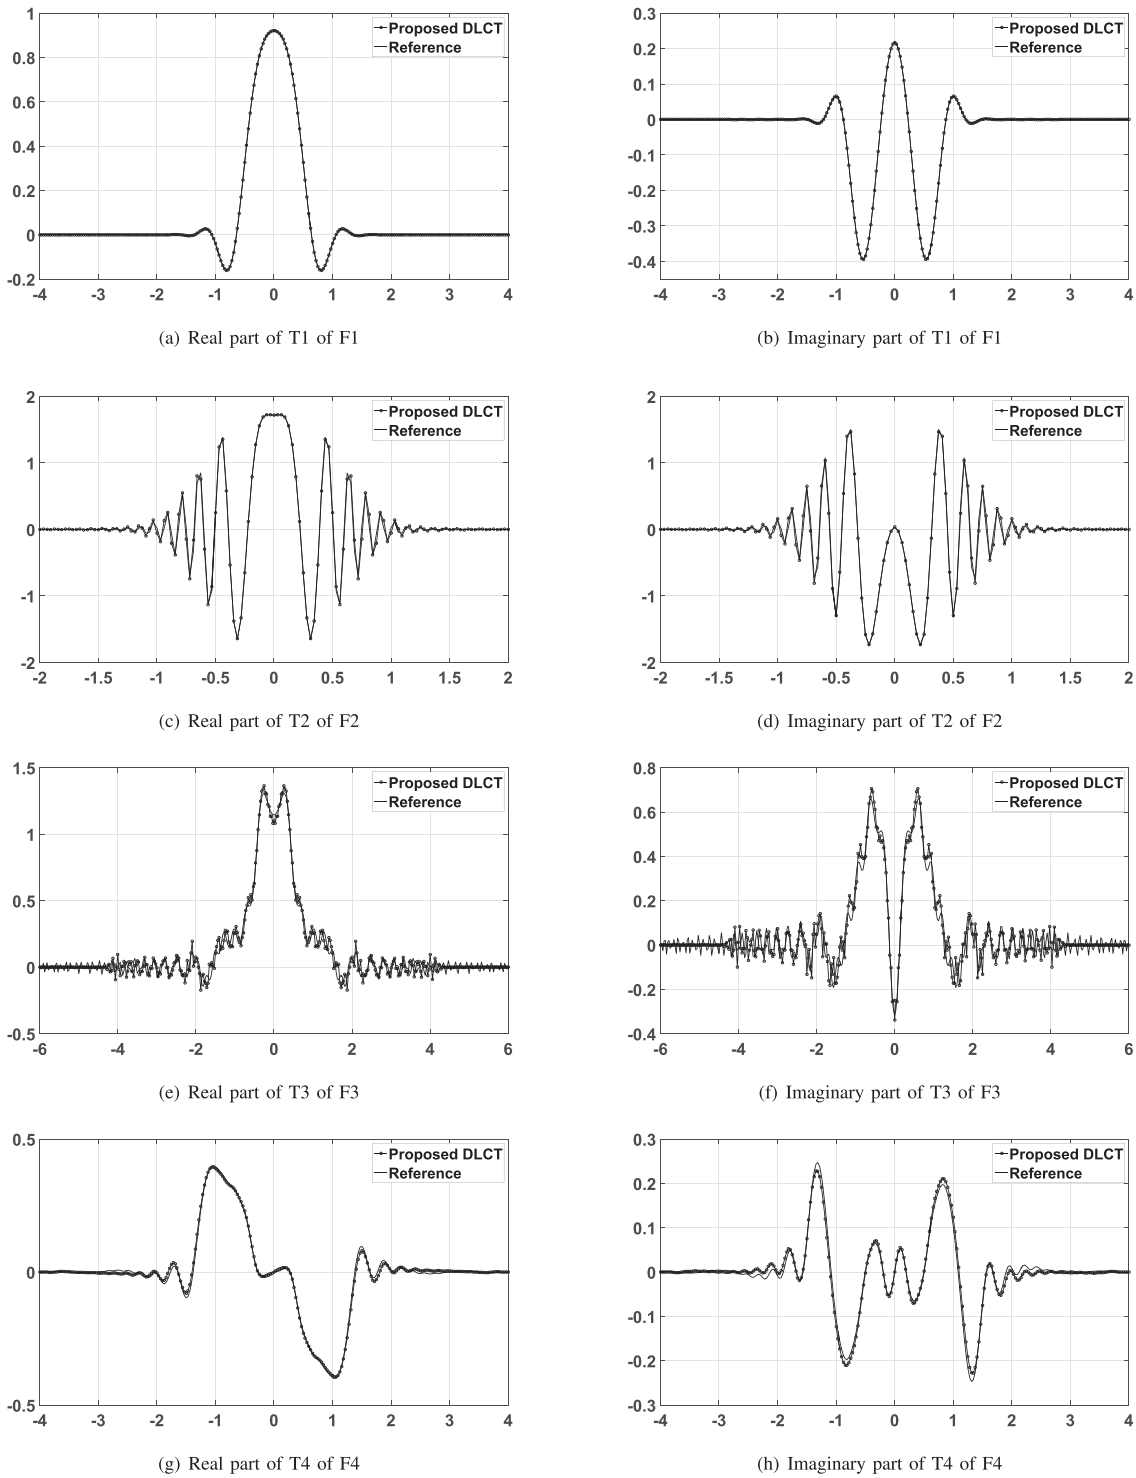 1
0.8
0.6
0.4
0.2
0
-0.2
-4 -3 -2 -1 0 1 2 3 4
Proposed DLCT
Reference
(a) Real part of T1 of F1
0.3
0.2
0.1
0
-0.1
-0.2
-0.3
-0.4
-4 -3 -2 -1 0 1 2 3 4
Proposed DLCT
Reference
(b) Imaginary part of T1 of F1
2
1
0
-1
-2
-2 -1.5 -1 -0.5 0 0.5 1 1.5 2
Proposed DLCT
Reference
(c) Real part of T2 of F2
2
1
0
-1
-2
-2 -1.5 -1 -0.5 0 0.5 1 1.5 2
Proposed DLCT
Reference
(d) Imaginary part of T2 of F2
1.5
1
0.5
0
-0.5
-6 -4 -2 0 2 4 6
Proposed DLCT
Reference
(e) Real part of T3 of F3
0.8
0.6
0.4
0.2
0
-0.2
-0.4
-6 -4 -2 0 2 4 6
Proposed DLCT
Reference
(f) Imaginary part of T3 of F3
0.5
0
-0.5
-4 -3 -2 -1 0 1 2 3 4
Proposed DLCT
Reference
(g) Real part of T4 of F4
0.3
0.2
0.1
0
-0.1
-0.2
-0.3
-4 -3 -2 -1 0 1 2 3 4
Proposed DLCT
Reference
(h) Imaginary part of T4 of F4